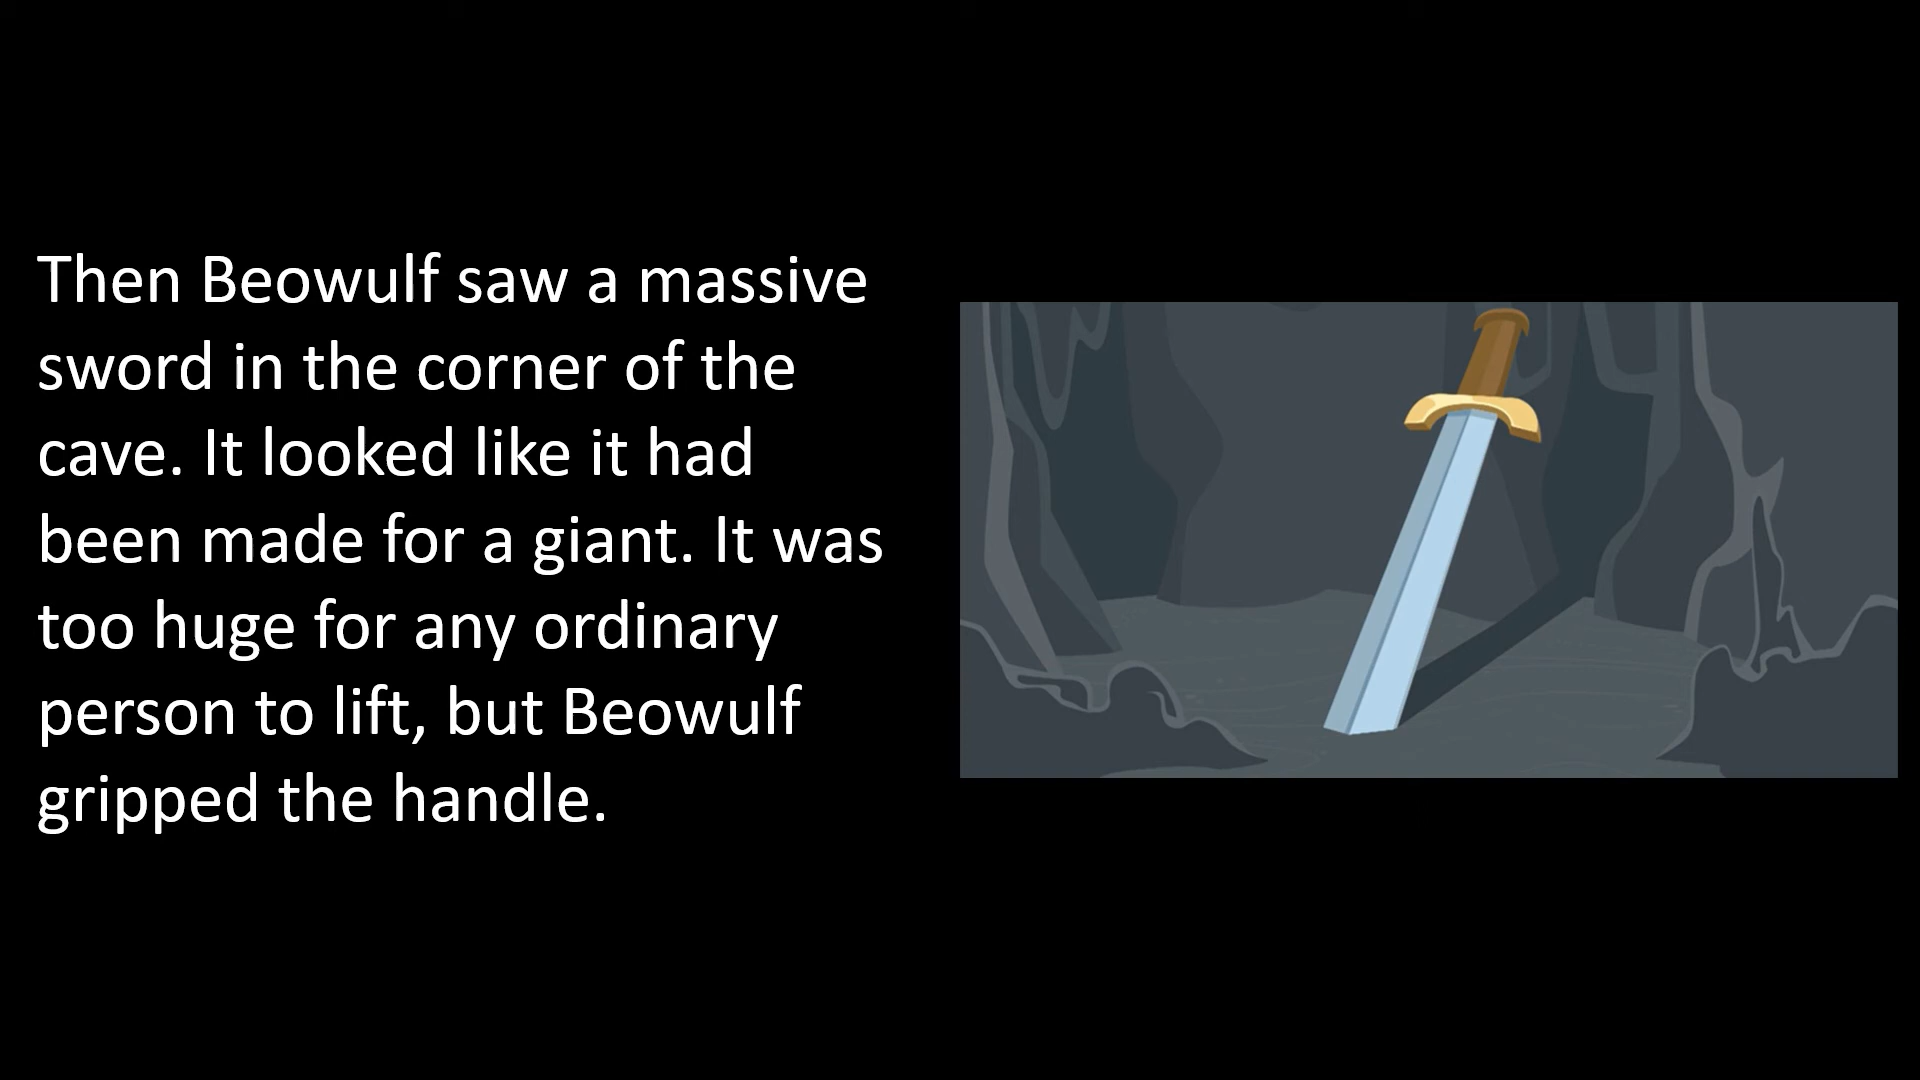 Then Beowulf saw a massive
sword in the corner of the
cave. It looked like it had
been made for a giant. It was
too huge for any ordinary
person to lift, but Beowulf
gripped the handle.